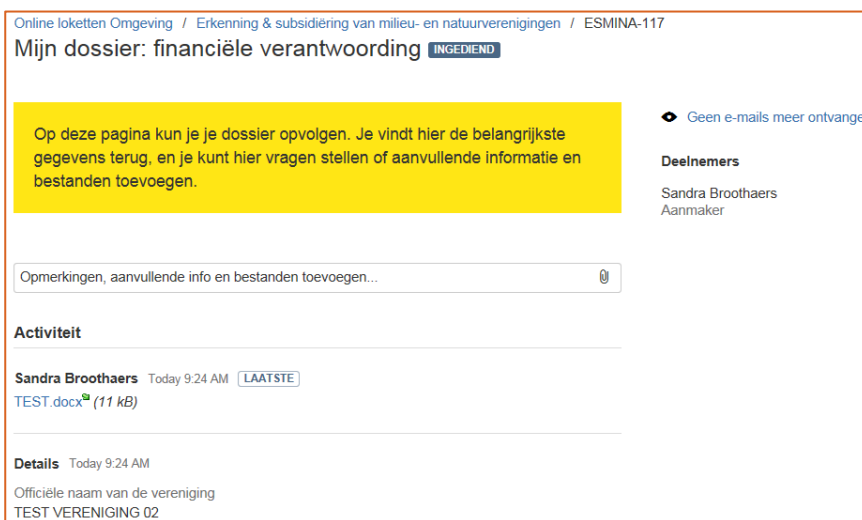 Online loketten Omgeving / Erkenning & subsidiëring van milieu- en natuurverenigingen / ESMINA-117
Mijn dossier: financiële verantwoording INGEDIEND
Op deze pagina kun je je dossier opvolgen. Je vindt hier de belangrijkste
gegevens terug, en je kunt hier vragen stellen of aanvullende informatie en
bestanden toevoegen.
Geen e-mails meer ontvange
Deelnemers
Sandra Broothaers
Aanmaker
Opmerkingen, aanvullende info en bestanden toevoegen...
Activiteit
Sandra Broothaers Today 9:24 AM LAATSTE
TEST.docx (11 kB)
Details Today 9:24 AM
Officiële naam van de vereniging
TEST VERENIGING 02